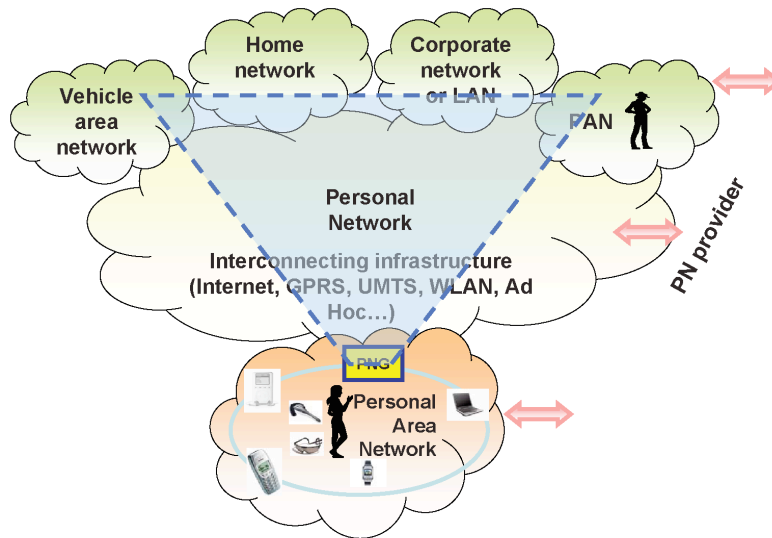 Home
network
Corporate
network
or LAN
Vehicle
area
network
PAN
Personal
Network
PN provider
Interconnecting infrastructure
(Internet, GPRS, UMTS, WLAN, Ad
Hoc…)
PNG
Personal
Area
Network